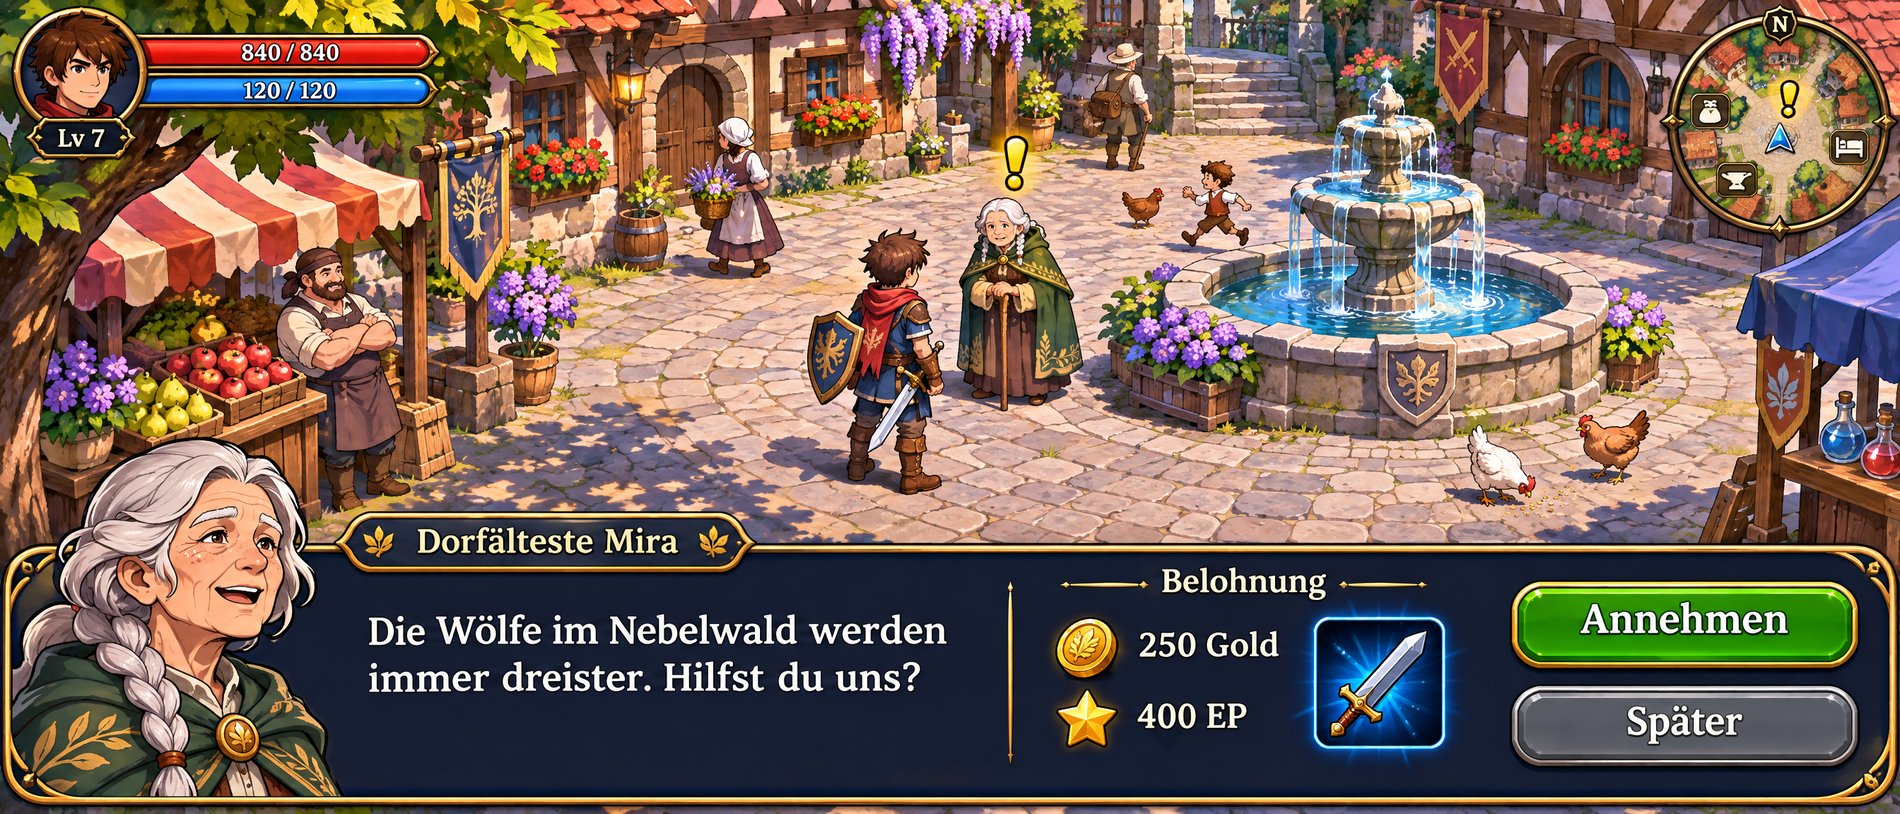 840 / 840
120 / 120
Lv 7
N
Dorfälteste Mira
Die Wölfe im Nebelwald werden
immer dreister. Hilfst du uns?
Belohnung
250 Gold
400 EP
Annehmen
Später